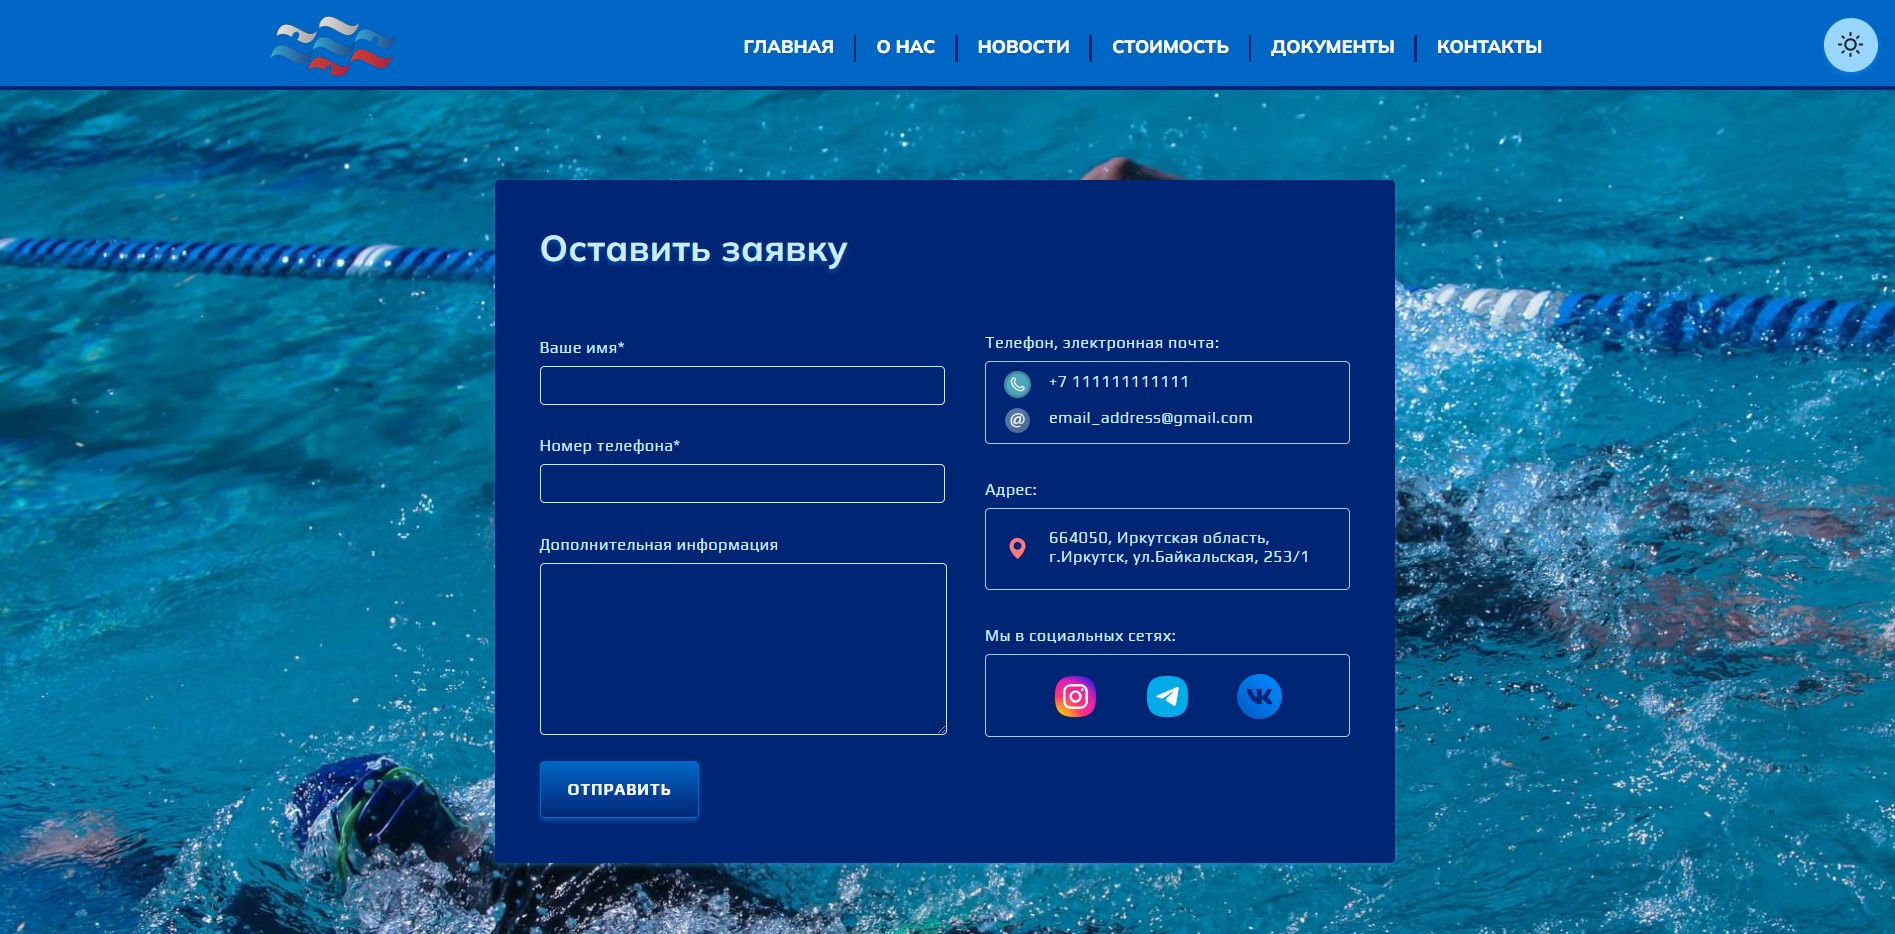 ГЛАВНАЯ
О НАС
НОВОСТИ
СТОИМОСТЬ
ДОКУМЕНТЫ
КОНТАКТЫ
Оставить заявку
Ваше имя*
Номер телефона*
Дополнительная информация
ОТПРАВИТЬ
Телефон, электронная почта:
+7 111111111111
email_address@gmail.com
Адрес:
664050, Иркутская область,
г.Иркутск, ул.Байкальская, 253/1
Мы в социальных сетях: